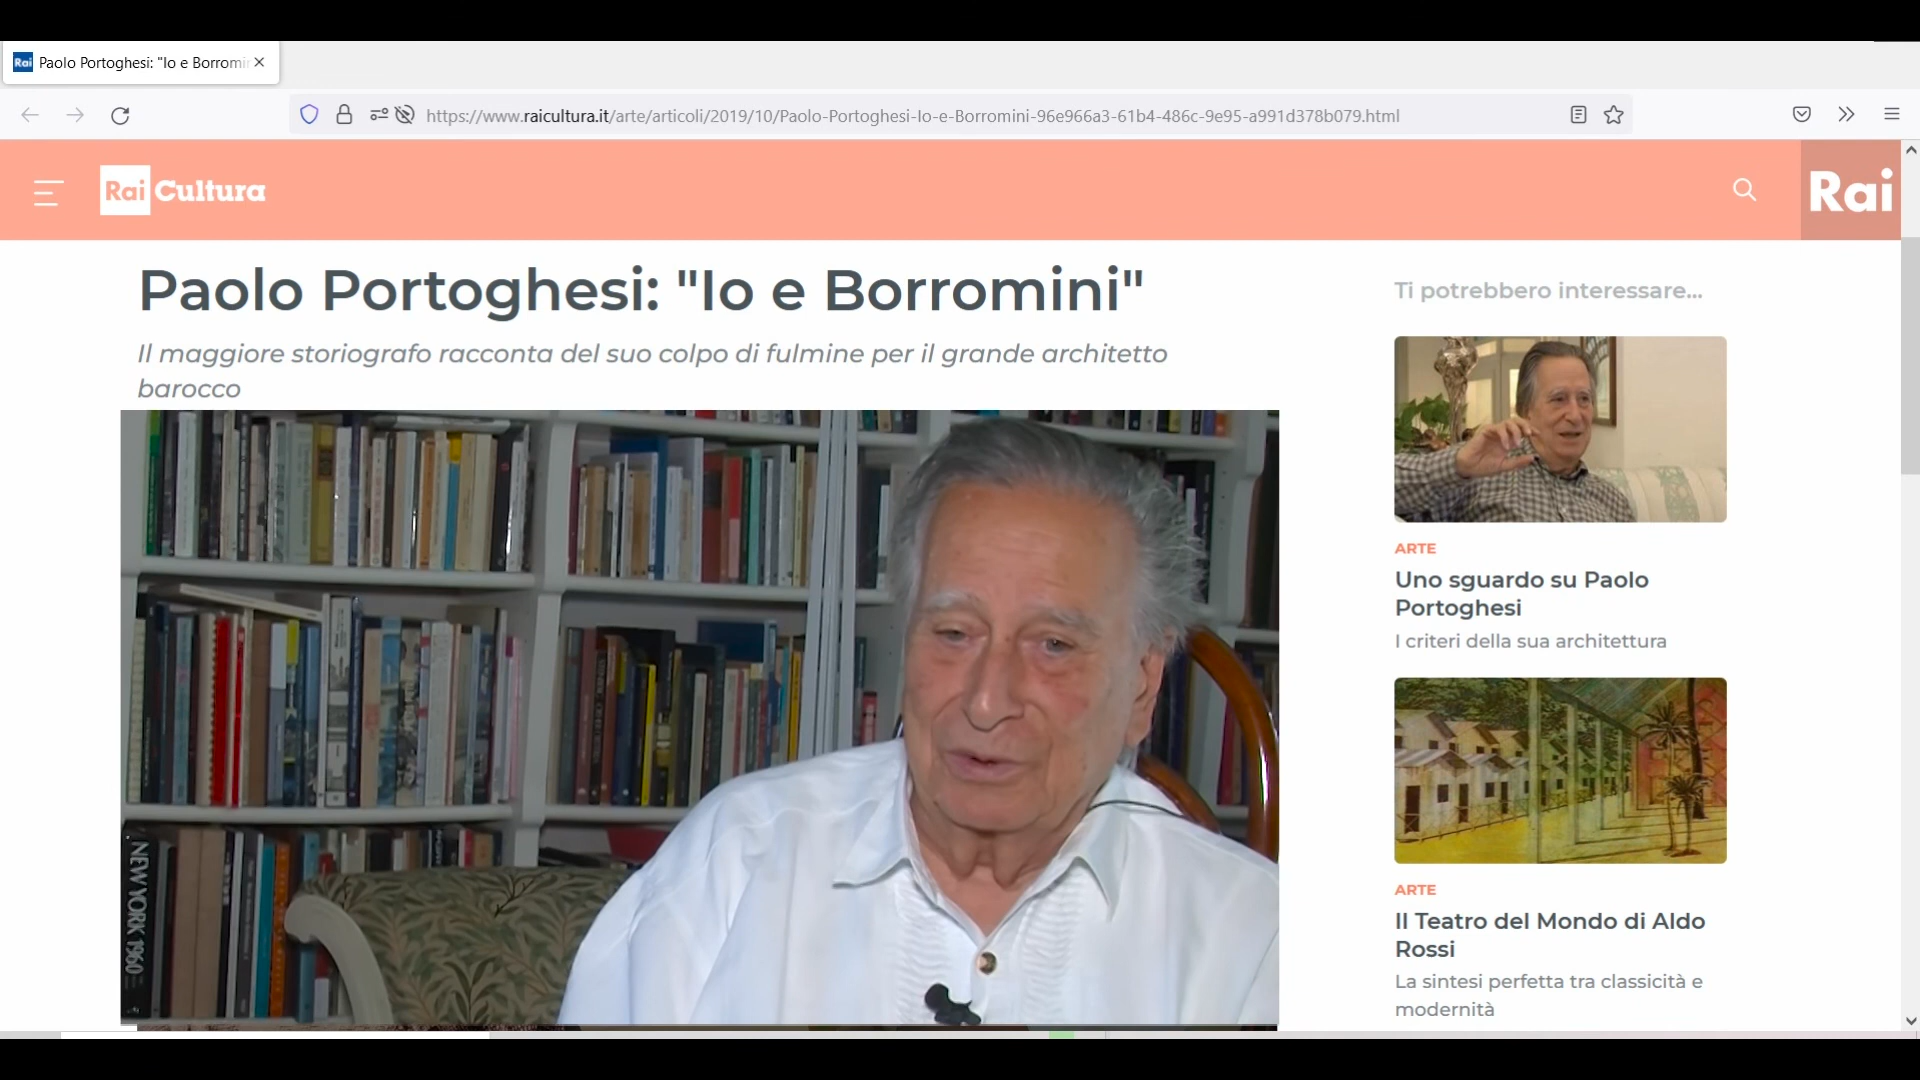 Rai Paolo Portoghesi: "Io e Borromin
https://www.raicultura.it/arte/articoli/2019/10/Paolo-Portoghesi-Io-e-Borromini-96e966a3-61b4-486c-9e95-a991d378b079.html
Rai Cultura
Rai
Paolo Portoghesi: "Io e Borromini"
Il maggiore storiografo racconta del suo colpo di fulmine per il grande architetto
barocco
NEW YORK 1960
Ti potrebbero interessare...
ARTE
Uno sguardo su Paolo
Portoghesi
I criteri della sua architettura
ARTE
Il Teatro del Mondo di Aldo
Rossi
La sintesi perfetta tra classicità e
modernità